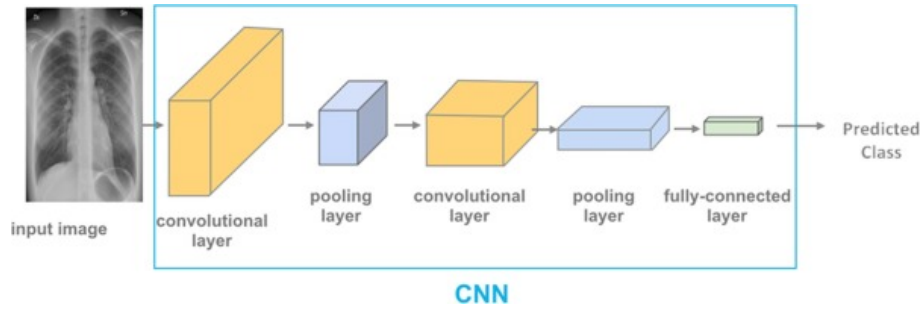 input image
convolutional
layer
pooling
layer
convolutional
layer
pooling
layer
fully-connected
layer
Predicted
Class
CNN